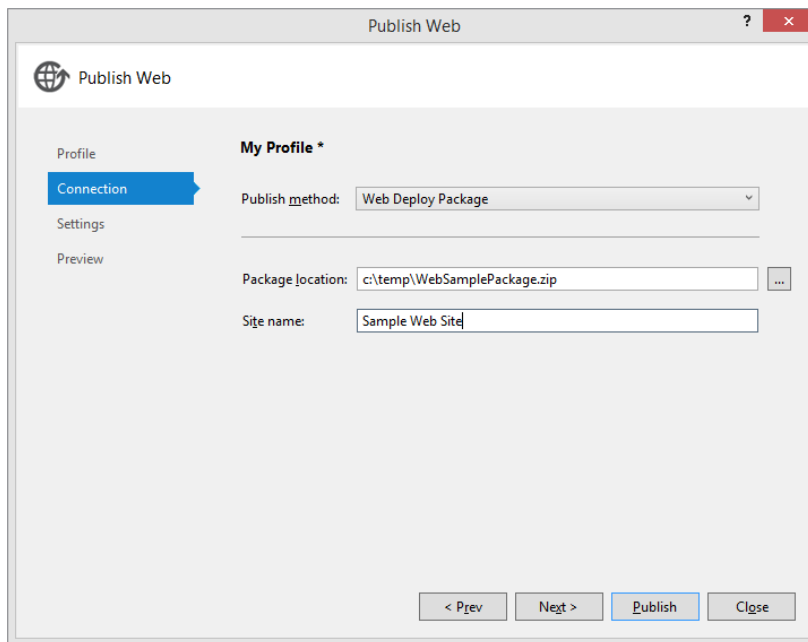 Publish Web
?
Publish Web
Profile
Connection
Settings
Preview
My Profile *
Publish method: Web Deploy Package
Package location: c:\temp\WebSamplePackage.zip ...
Site name: Sample Web Site
< Prev Next > Publish Close